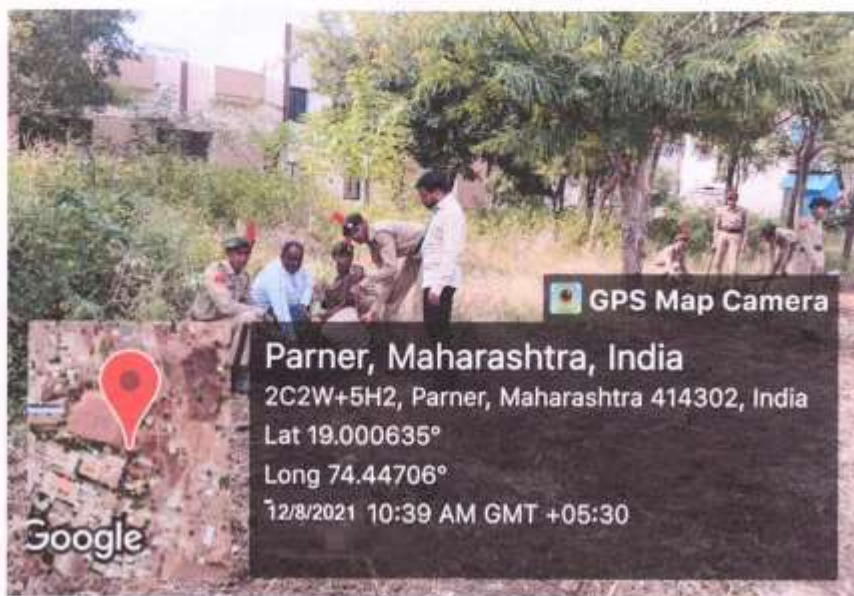 GPS Map Camera
Parner, Maharashtra, India
2C2W+5H2, Parner, Maharashtra 414302, India
Lat 19.000635°
Long 74.44706°
12/8/2021 10:39 AM GMT +05:30
Google